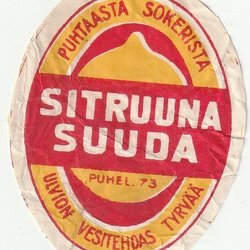 PUHTAASTA SOKERISTA
SITRUUNA
SUUDA
PUHEL. 73
ULVION VESITEHDAS TYRVÄÄ